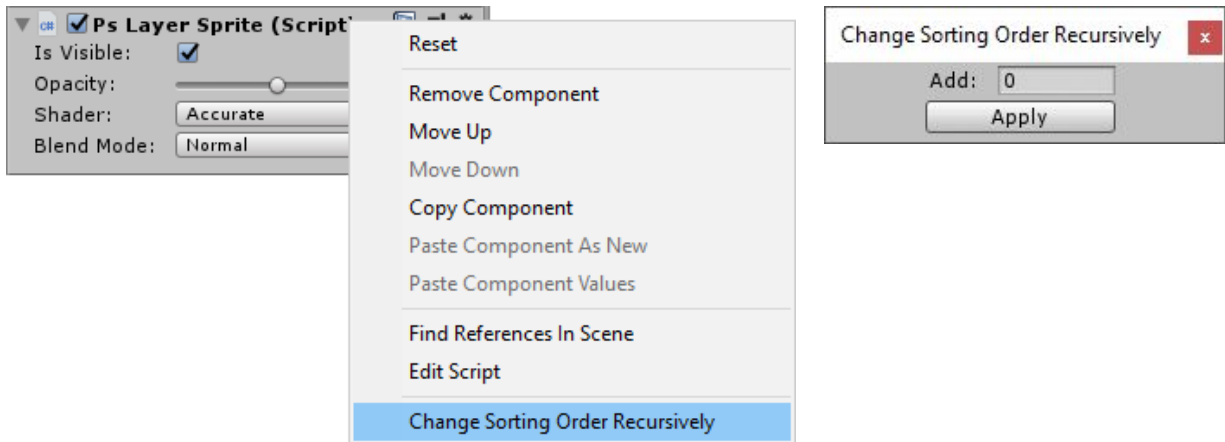 Ps Layer Sprite (Script)
Is Visible:
Opacity:
Shader: Accurate
Blend Mode: Normal
Reset
Remove Component
Move Up
Move Down
Copy Component
Paste Component As New
Paste Component Values
Find References In Scene
Edit Script
Change Sorting Order Recursively
Change Sorting Order Recursively x
Add: 0
Apply